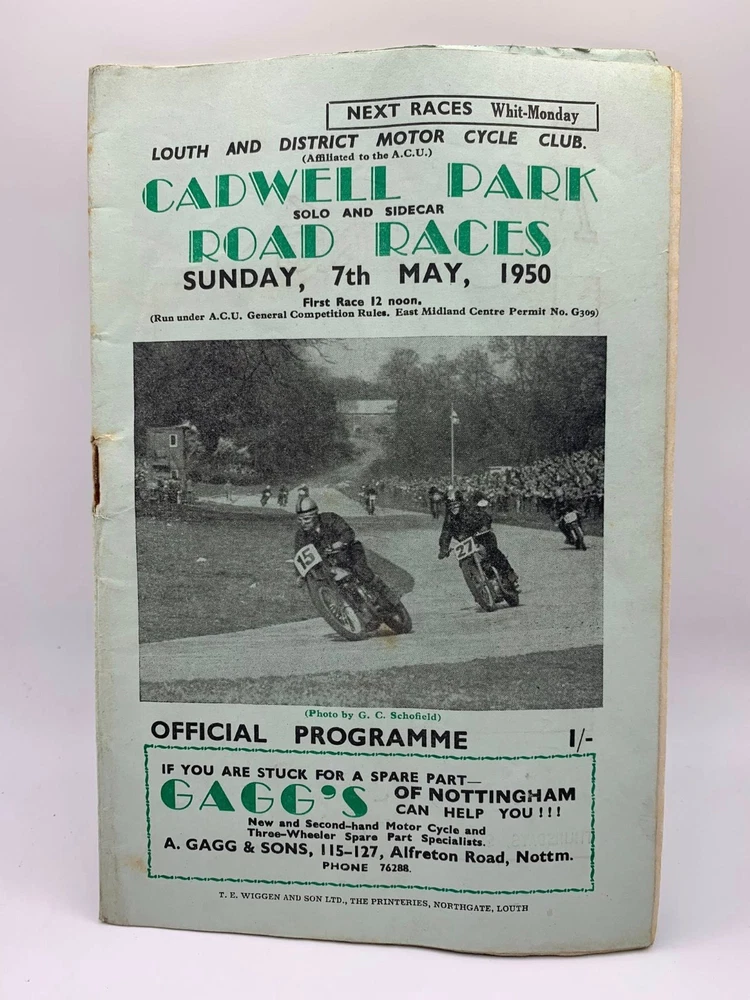 NEXT RACES Whit-Monday
LOUTH AND DISTRICT MOTOR CYCLE CLUB.
(Affiliated to the A.C.U.)
CADWELL PARK
SOLO AND SIDECAR
ROAD RACES
SUNDAY, 7th MAY, 1950
First Race 12 noon.
(Run under A.C.U. General Competition Rules. East Midland Centre Permit No. G309)
15
27
(Photo by G. C. Schofield)
OFFICIAL PROGRAMME 1/-
IF YOU ARE STUCK FOR A SPARE PART—
GAGG'S OF NOTTINGHAM
CAN HELP YOU!!!
New and Second-hand Motor Cycle and
Three-Wheeler Spare Part Specialists.
A. GAGG & SONS, 115-127, Alfreton Road, Nottm.
PHONE 76288.
T. E. WIGGEN AND SON LTD., THE PRINTERIES, NORTHGATE, LOUTH